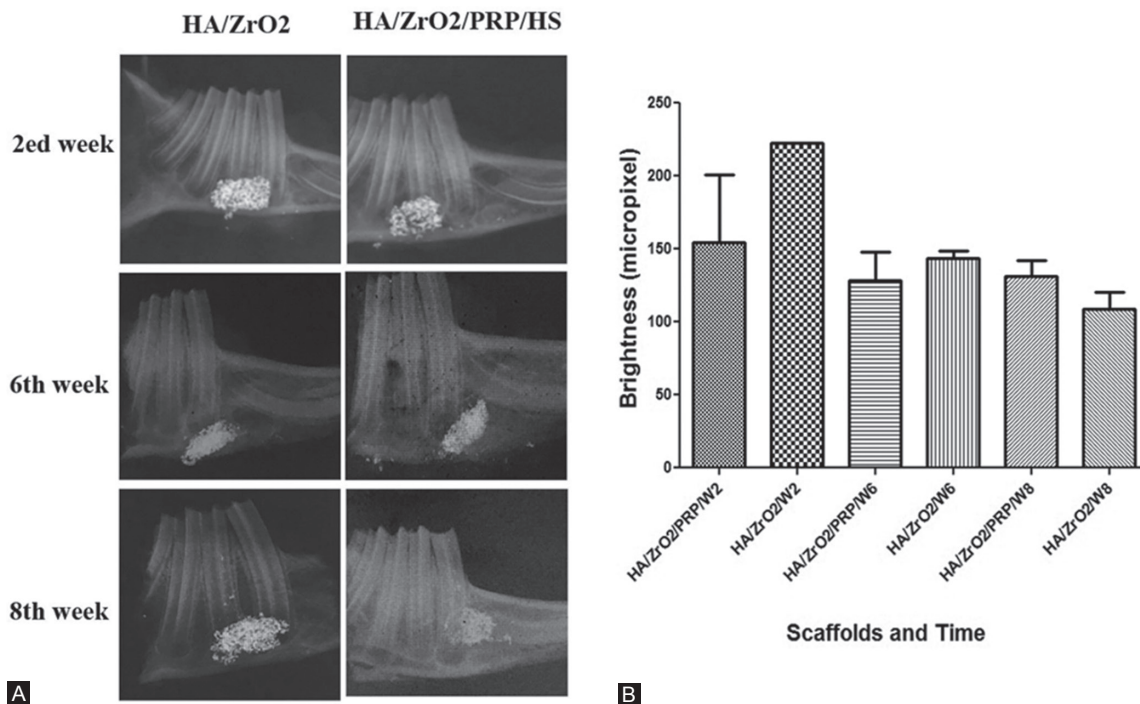 HA/ZrO2
HA/ZrO2/PRP/HS
2ed week
6th week
8th week
A
250
200
150
100
50
0
Brightness (micropixel)
HA/ZrO2/PRP/W2
HA/ZrO2/W2
HA/ZrO2/PRP/W6
HA/ZrO2/W6
HA/ZrO2/PRP/W8
HA/ZrO2/W8
Scaffolds and Time
B